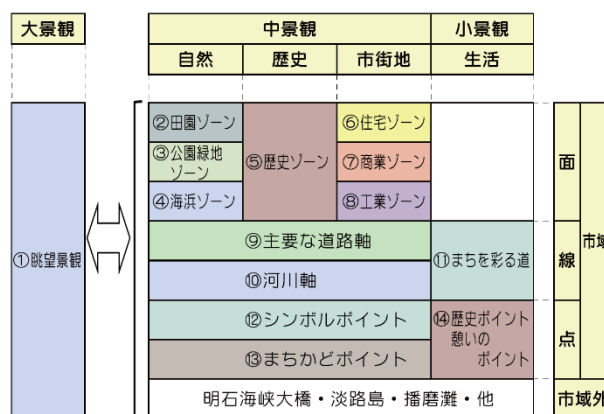 大景観
中景観
小景観
自然
歴史
市街地
生活
②田園ゾーン
⑥住宅ゾーン
③公園緑地
ゾーン
⑤歴史ゾーン
⑦商業ゾーン
面
④海浜ゾーン
⑧工業ゾーン
①眺望景観
⑨主要な道路軸
⑪まちを彩る道
線
市域
⑩河川軸
⑫シンボルポイント
⑭歴史ポイント
憩いの
ポイント
点
⑬まちかどポイント
明石海峡大橋・淡路島・播磨灘・他
市域外